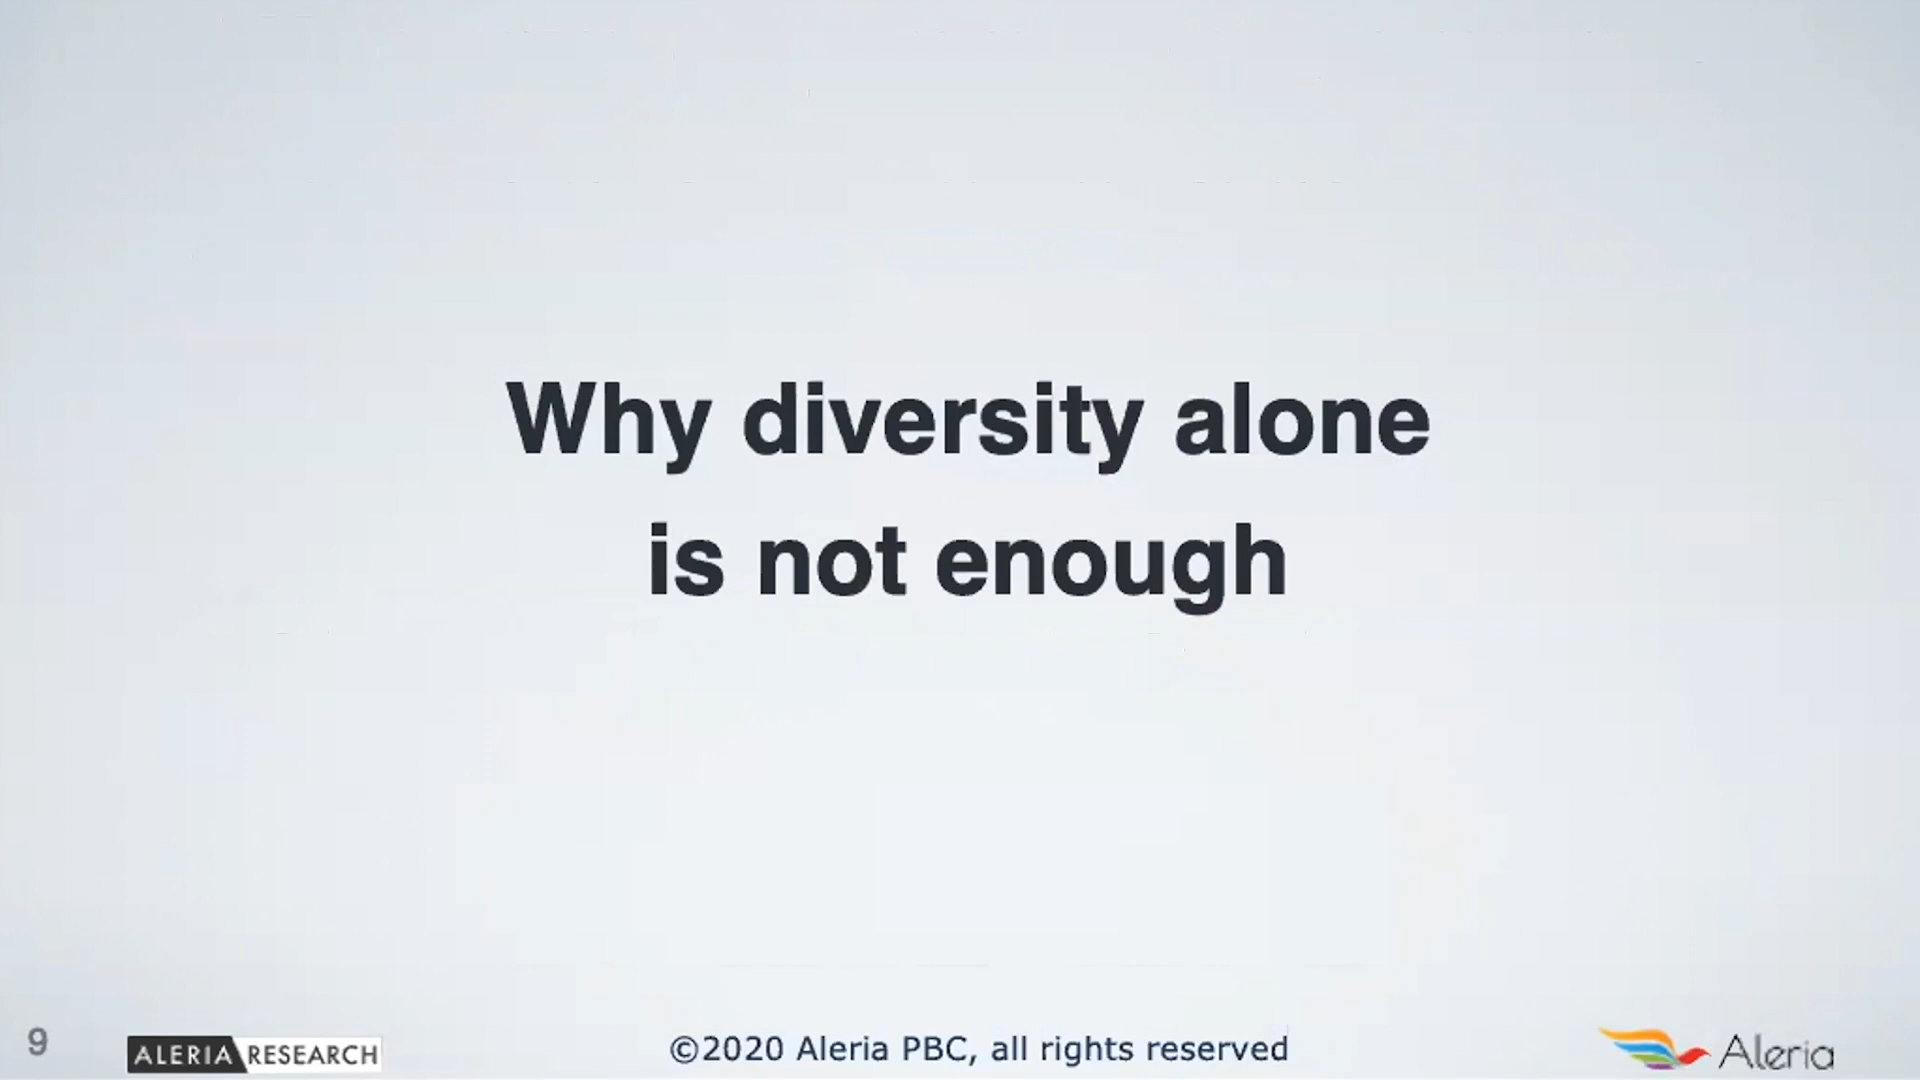 Why diversity alone
is not enough
9
ALERIA RESEARCH
©2020 Aleria PBC, all rights reserved
Aleria